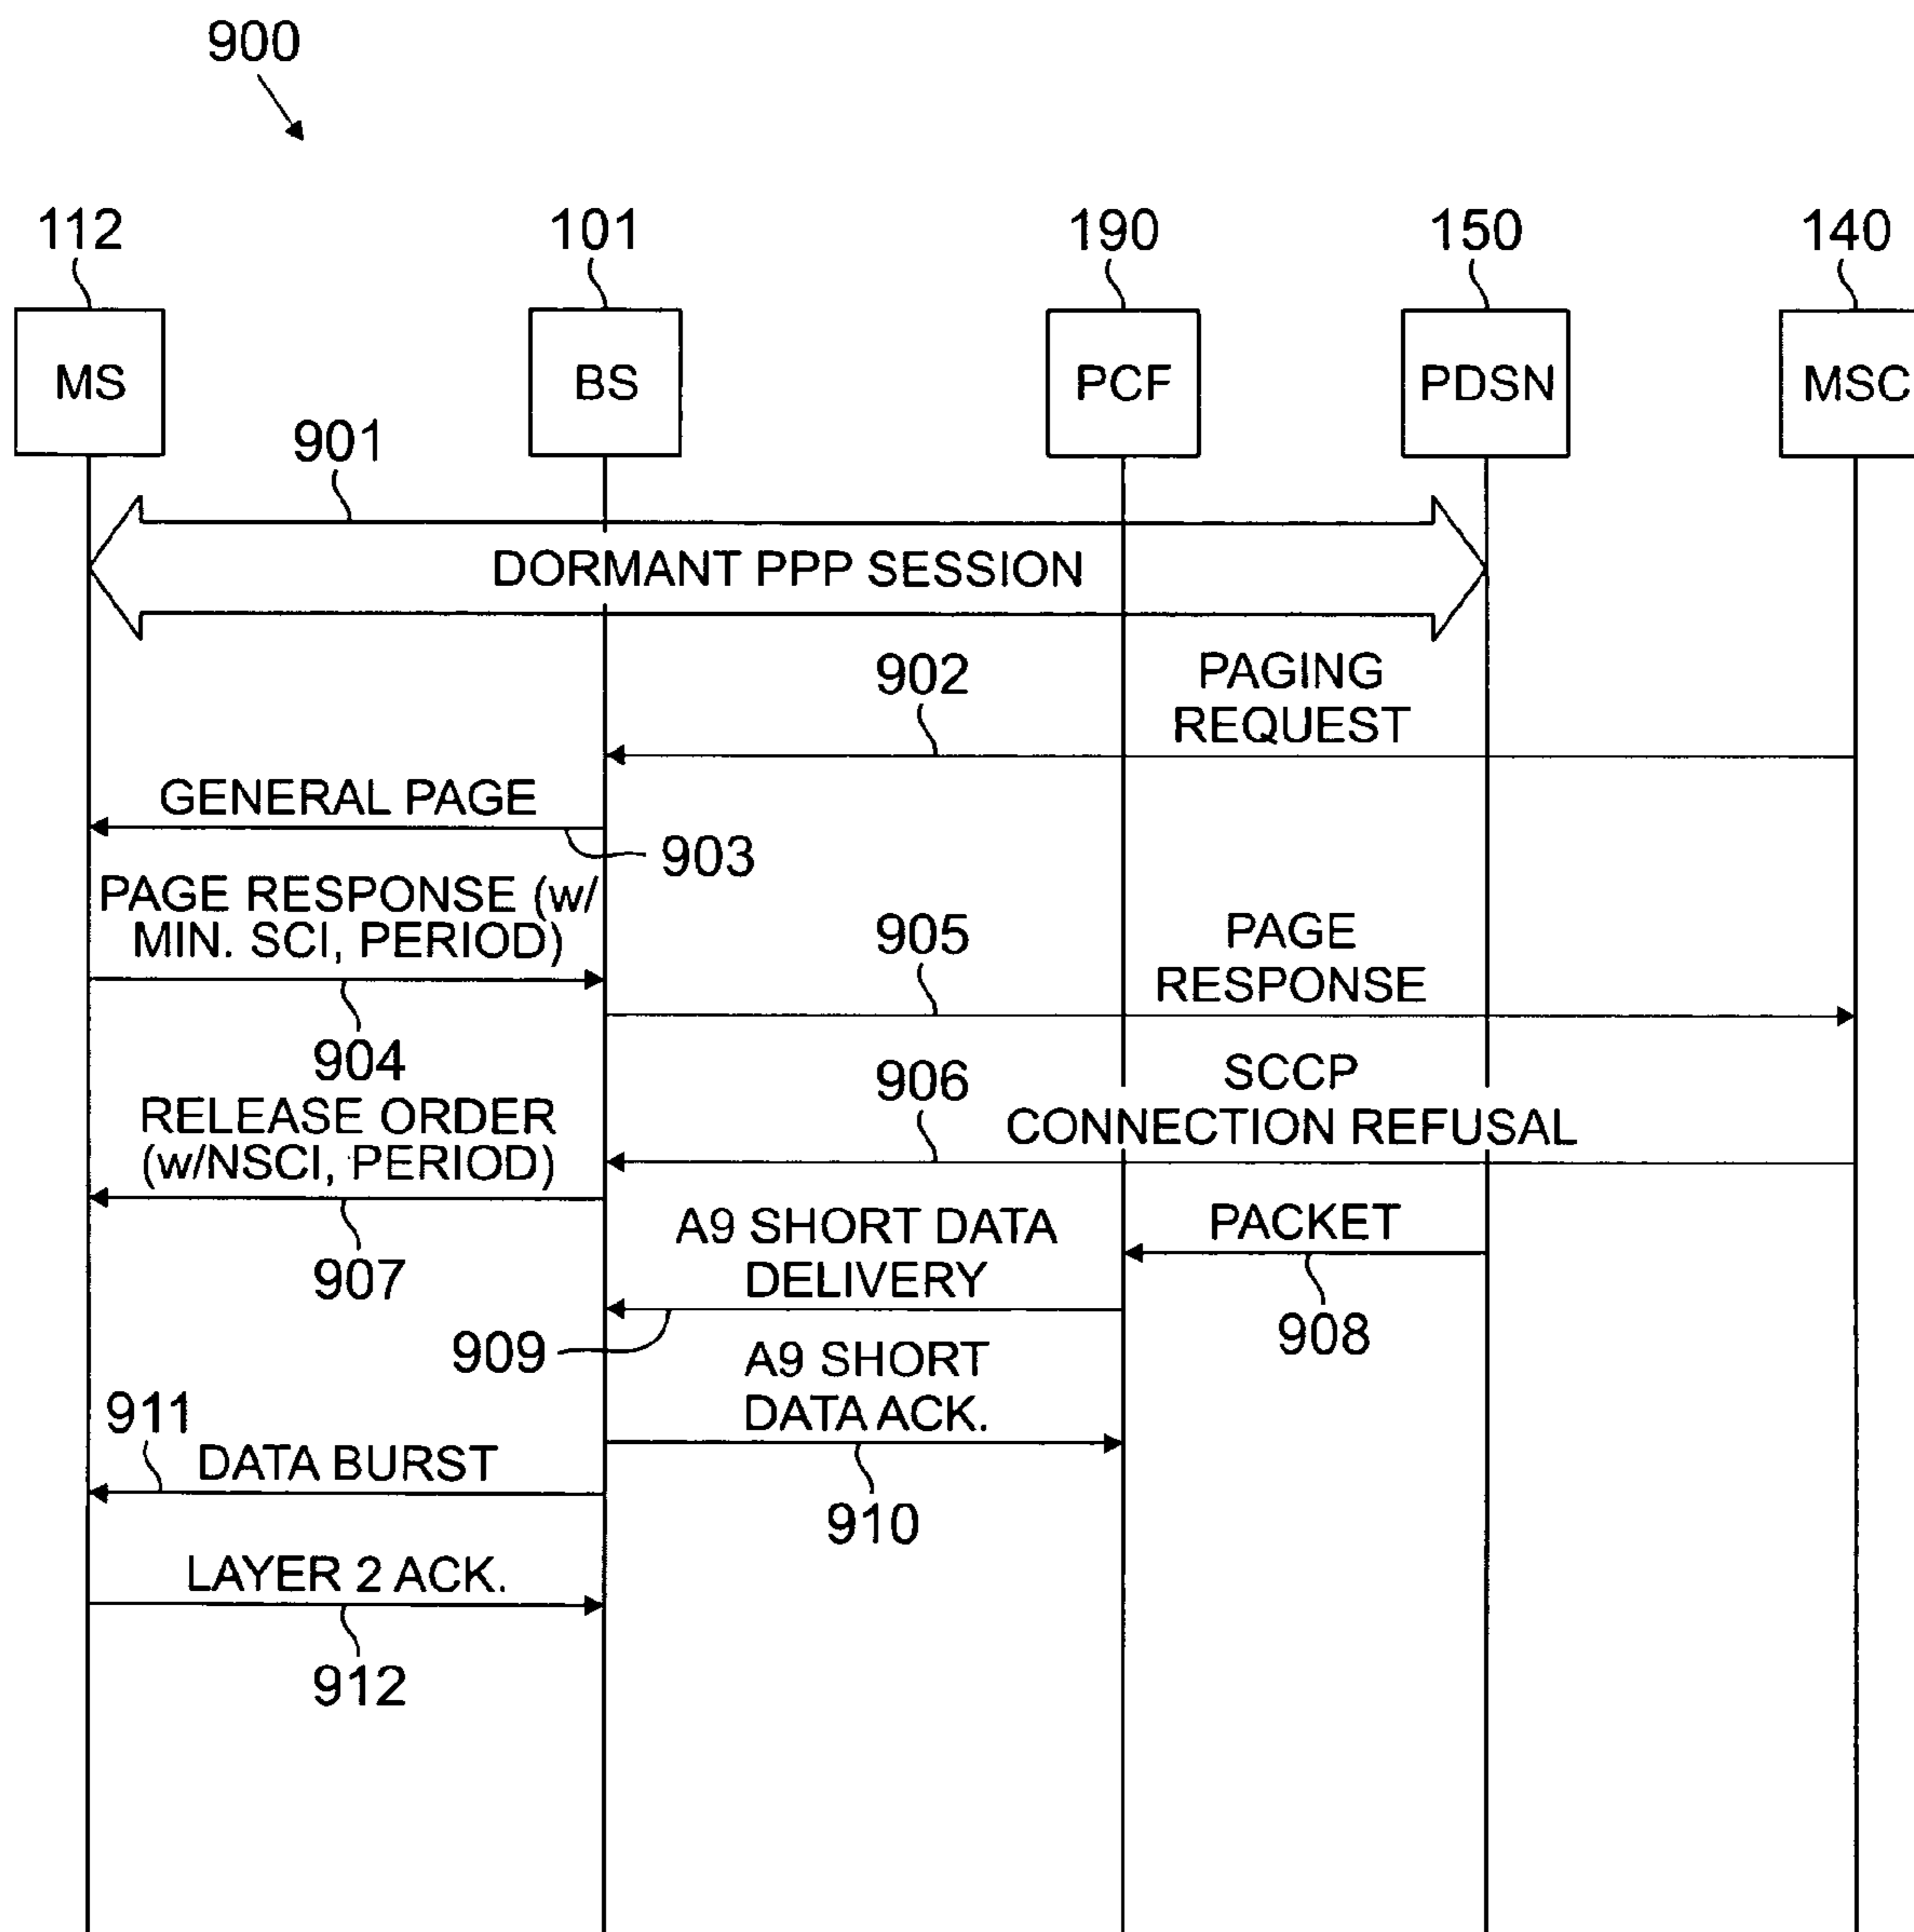 900
112
101
190
150
140
MS
BS
PCF
PDSN
MSC
901
DORMANT PPP SESSION
902
PAGING
REQUEST
GENERAL PAGE
903
PAGE RESPONSE (w/
MIN. SCI, PERIOD)
904
905
PAGE
RESPONSE
906
SCCP
CONNECTION REFUSAL
RELEASE ORDER
(w/NSCI, PERIOD)
907
PACKET
908
A9 SHORT DATA
DELIVERY
909
A9 SHORT
DATA ACK.
910
911
DATA BURST
LAYER 2 ACK.
912